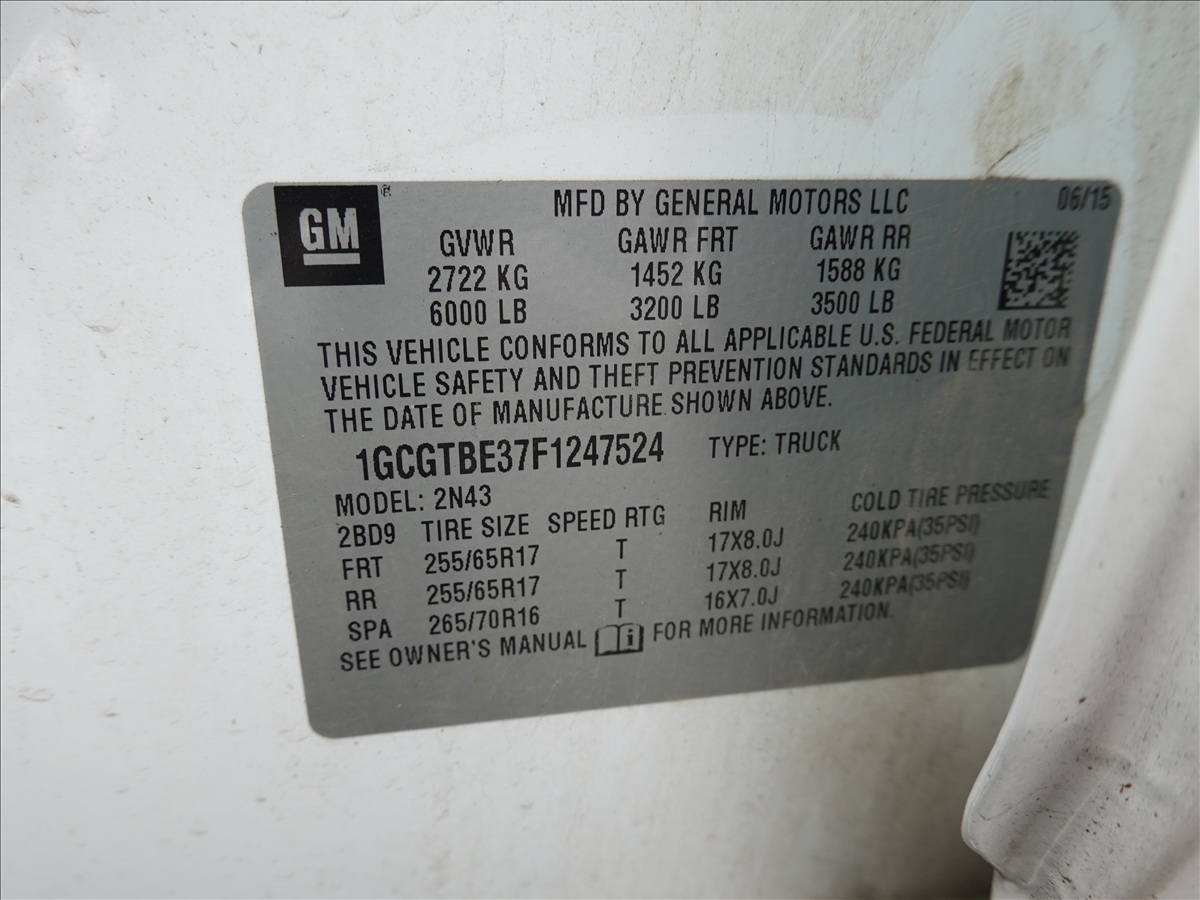 GM ®
MFD BY GENERAL MOTORS LLC 06/15
GVWR GAWR FRT GAWR RR
2722 KG 1452 KG 1588 KG
6000 LB 3200 LB 3500 LB
THIS VEHICLE CONFORMS TO ALL APPLICABLE U.S. FEDERAL MOTOR
VEHICLE SAFETY AND THEFT PREVENTION STANDARDS IN EFFECT ON
THE DATE OF MANUFACTURE SHOWN ABOVE.
1GCGTBE37F1247524 TYPE: TRUCK
MODEL: 2N43
2BD9 TIRE SIZE SPEED RTG RIM COLD TIRE PRESSURE
FRT 255/65R17 T 17X8.0J 240KPA(35PSI)
RR 255/65R17 T 17X8.0J 240KPA(35PSI)
SPA 265/70R16 T 16X7.0J 240KPA(35PSI)
SEE OWNER'S MANUAL i FOR MORE INFORMATION.